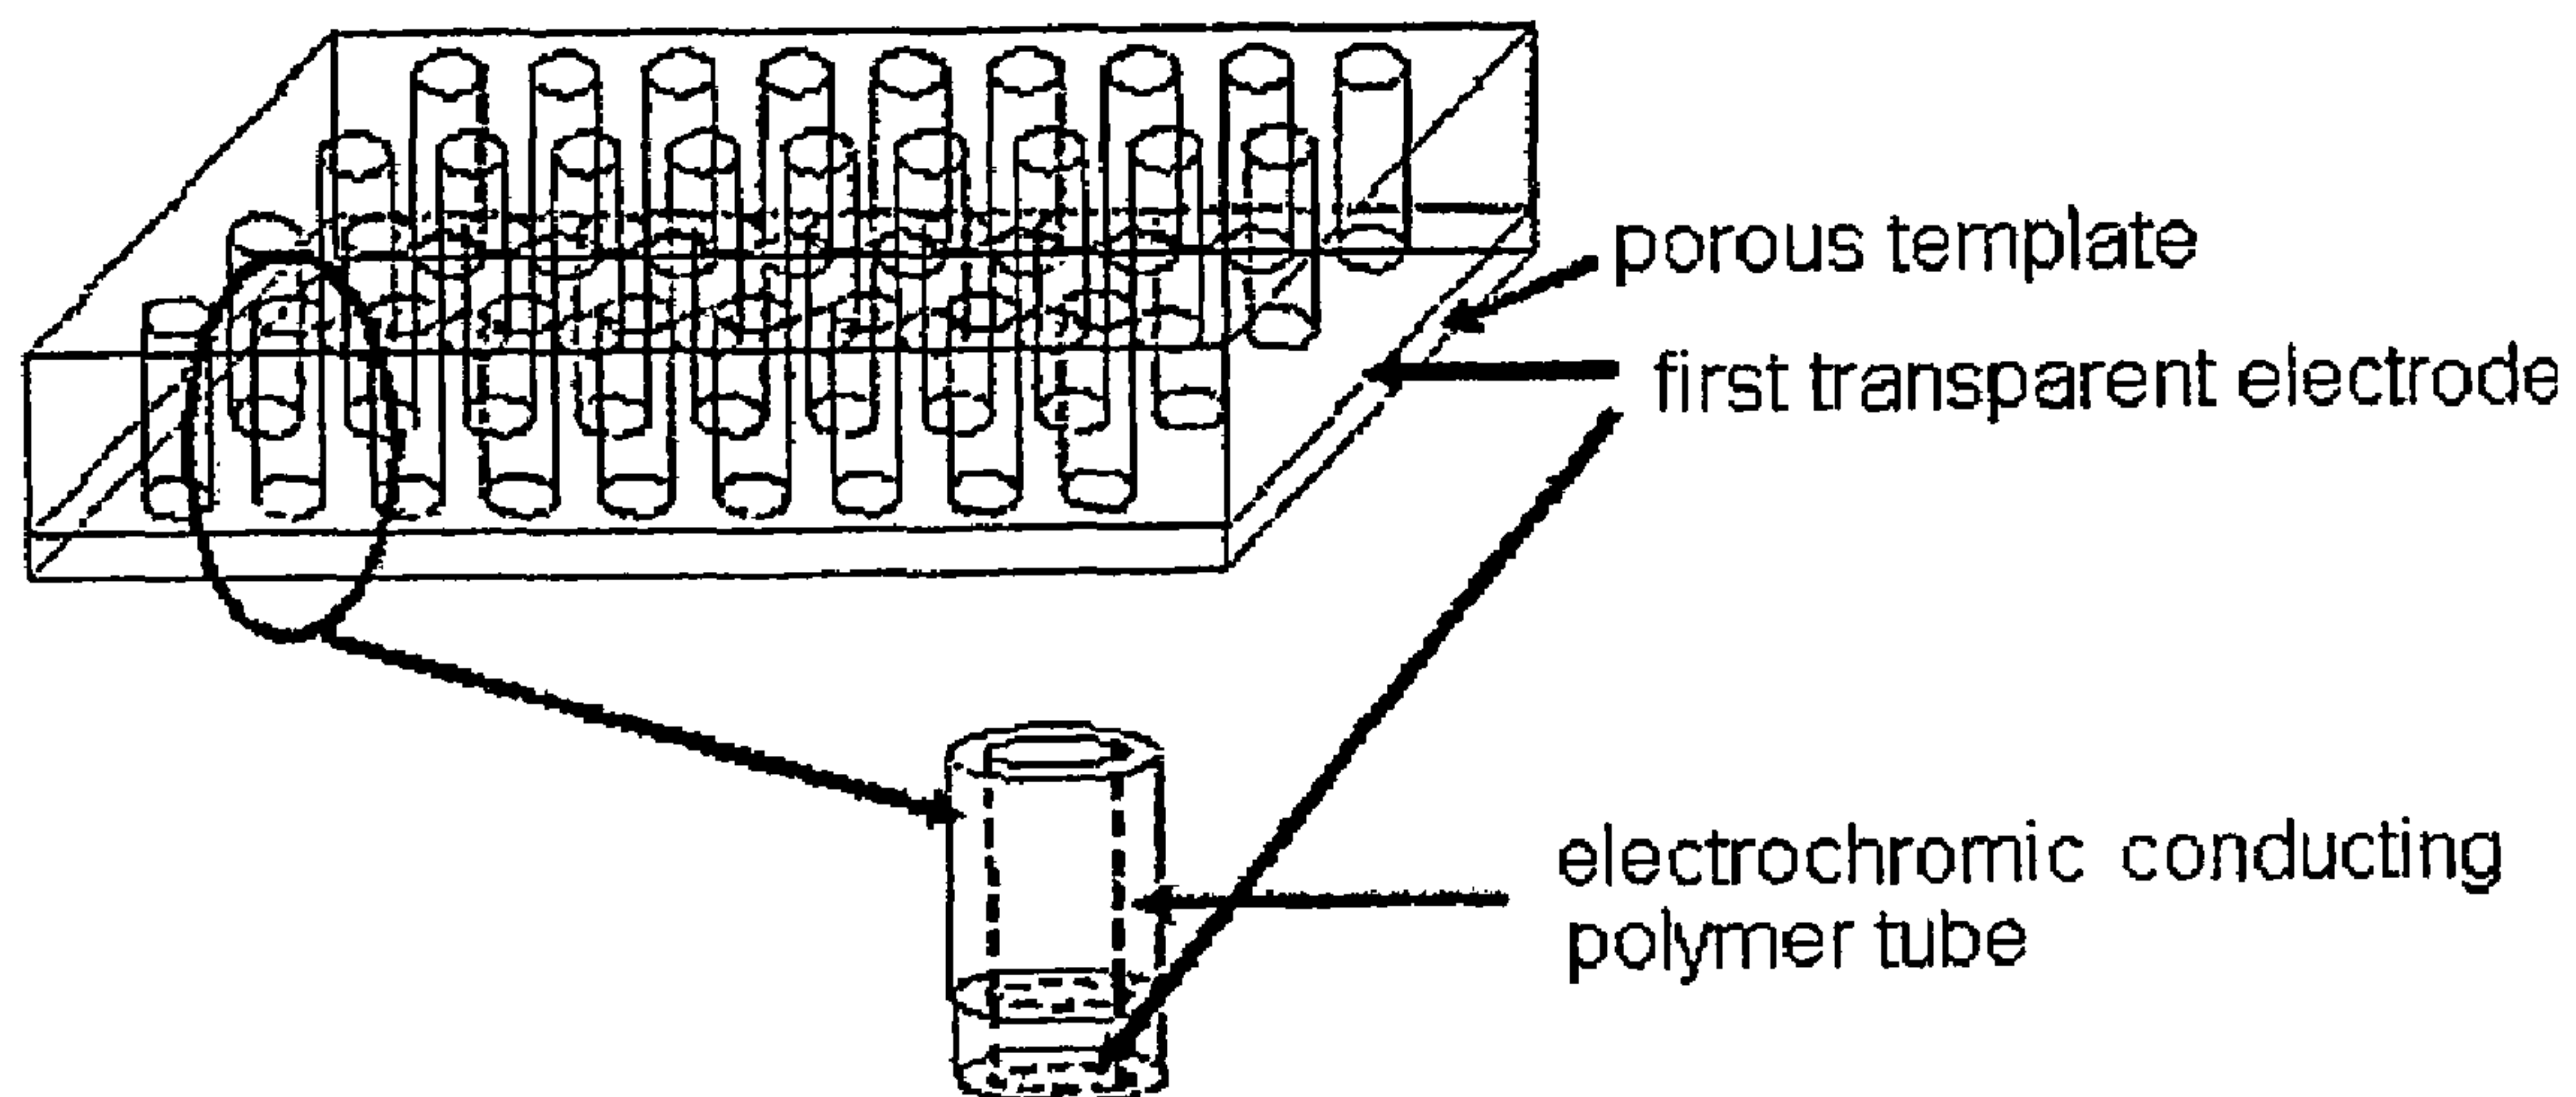 porous template
first transparent electrode
electrochromic conducting
polymer tube